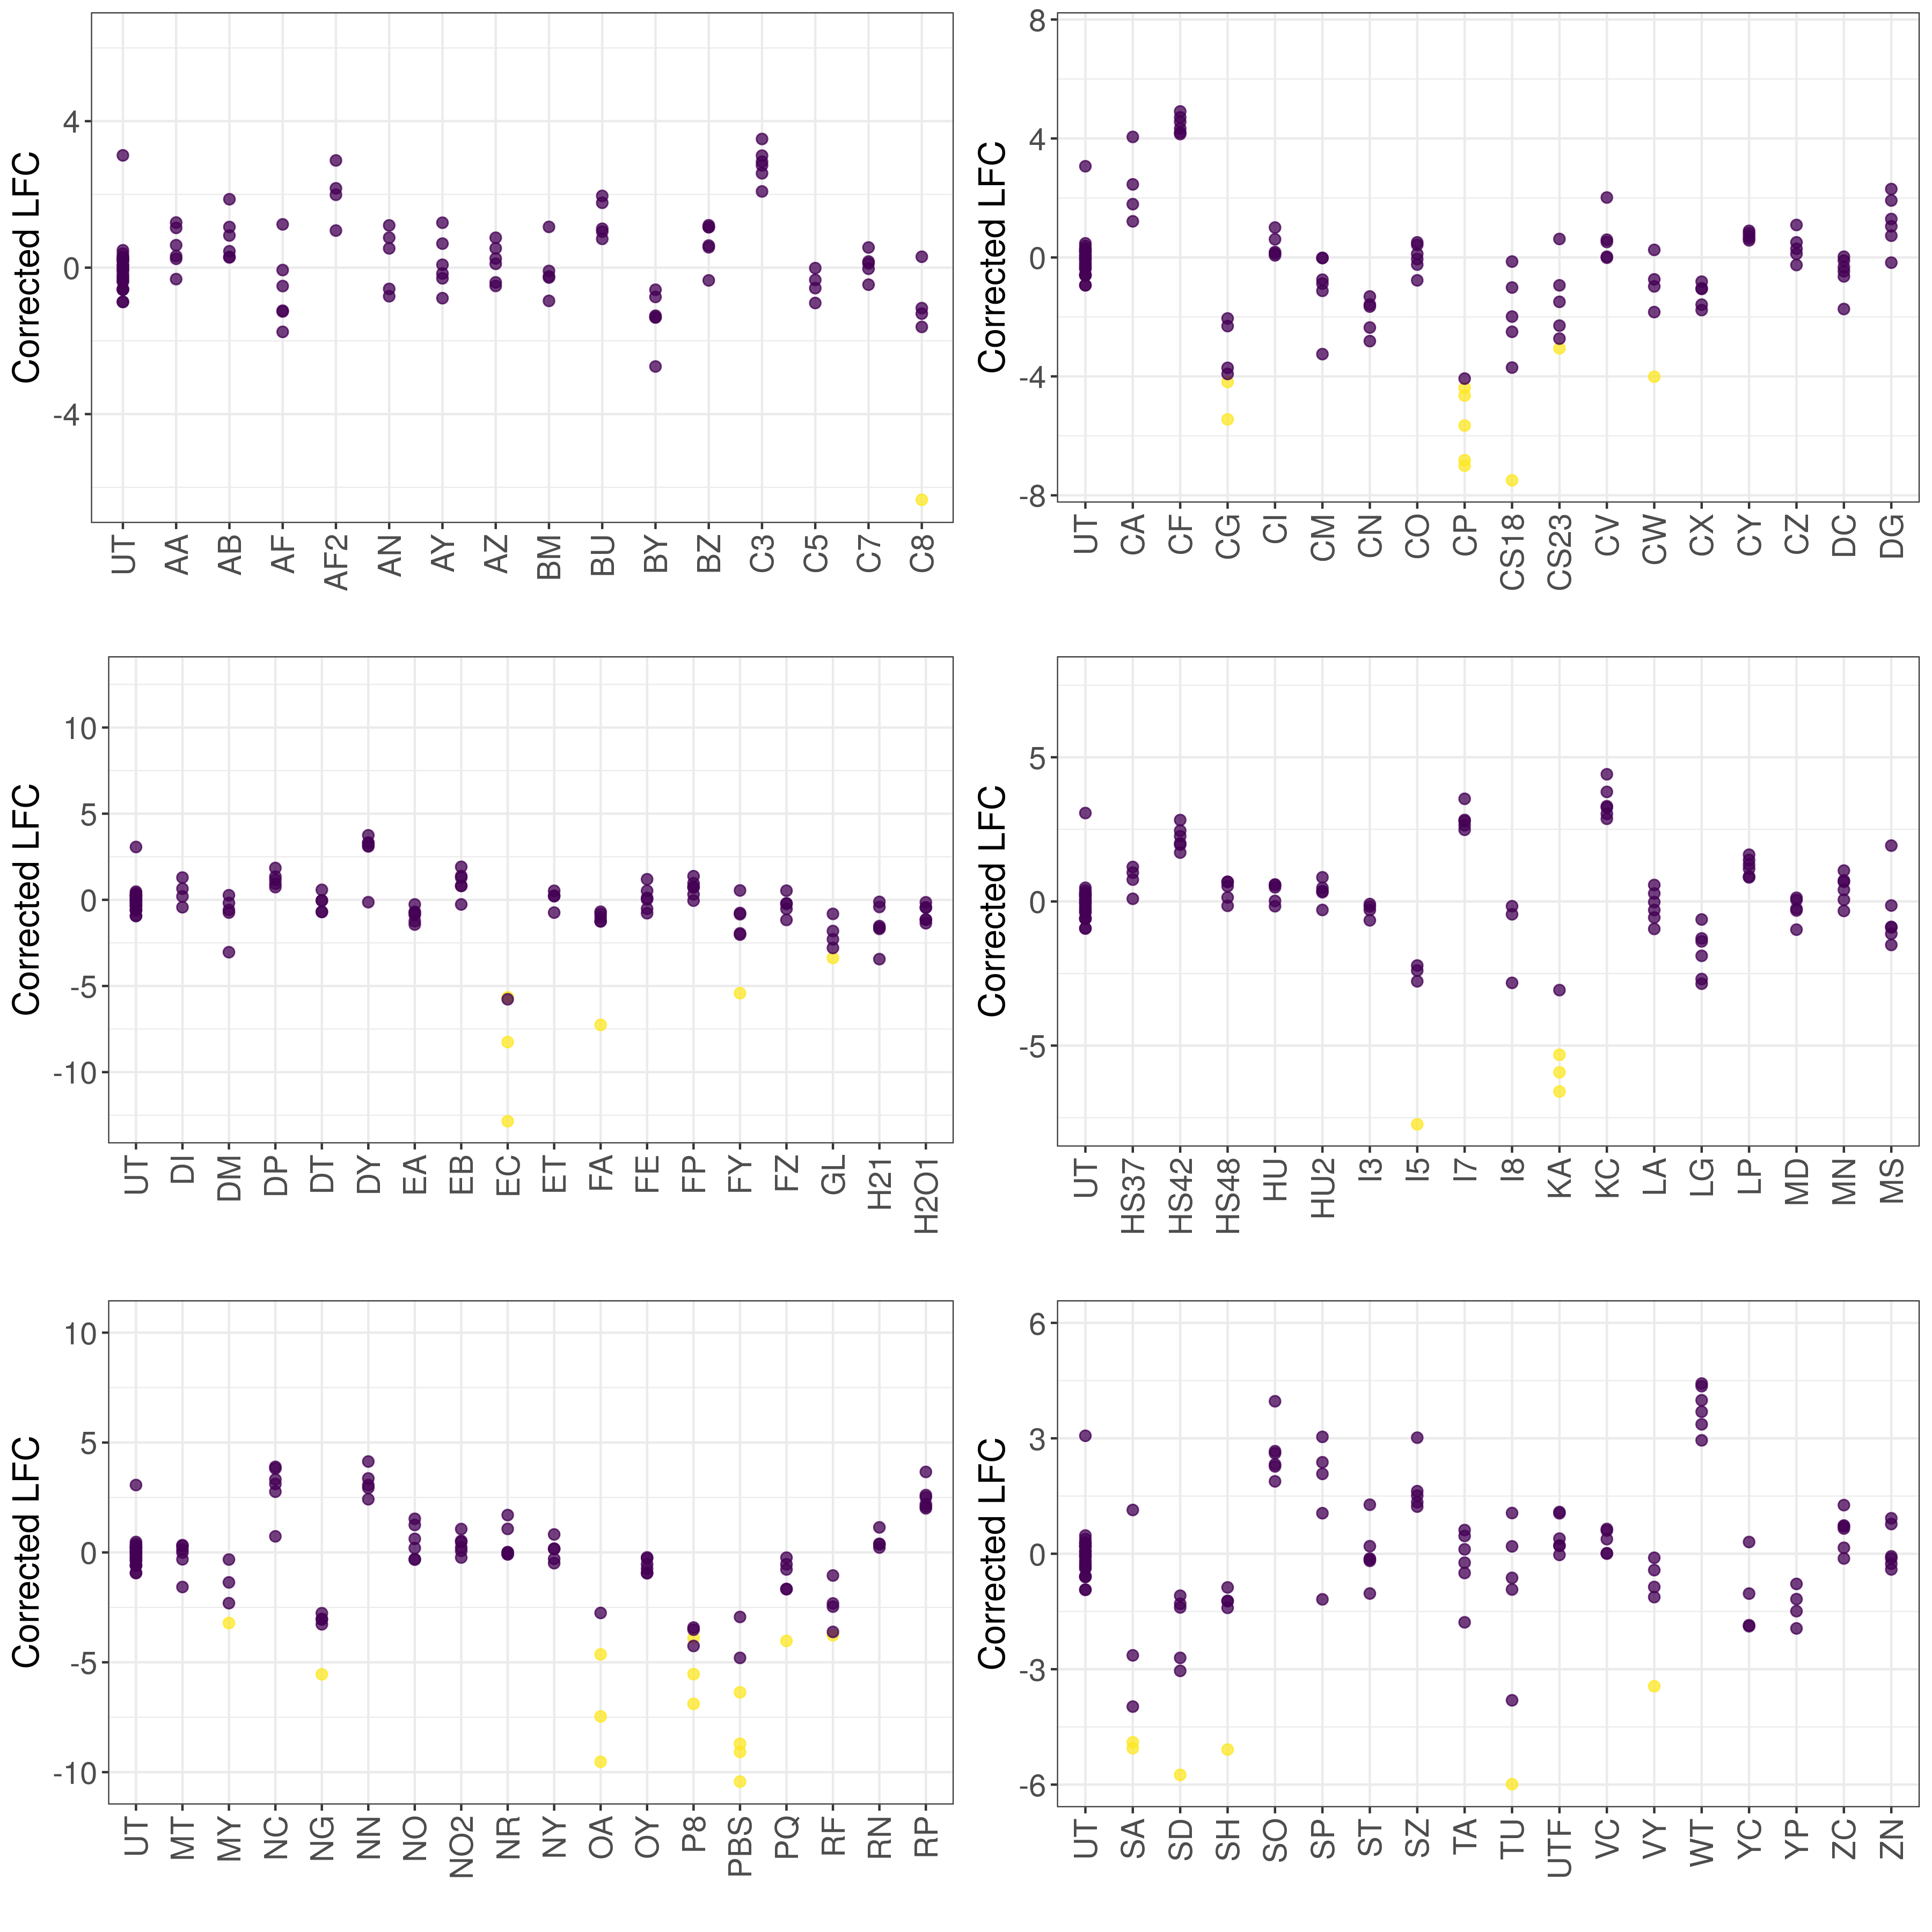 Corrected LFC
4
0
-4
UT AA AB AF AF2 AN AY AZ BM BU BY BZ C3 C5 C7 C8
Corrected LFC
8
4
0
-4
-8
UT CA CF CG CI CM CN CO CP CS18 CS23 CV CW CX CY CZ DC DG
Corrected LFC
10
5
0
-5
-10
UT DI DM DP DT DY EA EB EC ET FA FE FP FY FZ GL H21 H2O1
Corrected LFC
5
0
-5
UT HS37 HS42 HS48 HU HU2 I3 I5 I7 I8 KA KC LA LG LP MD MN MS
Corrected LFC
10
5
0
-5
-10
UT MT MY NC NG NN NO NO2 NR NY OA OY P8 PBS PQ RF RN RP
Corrected LFC
6
3
0
-3
-6
UT SA SD SH SO SP ST SZ TA TU UTF VC VY WT YC YP ZC ZN